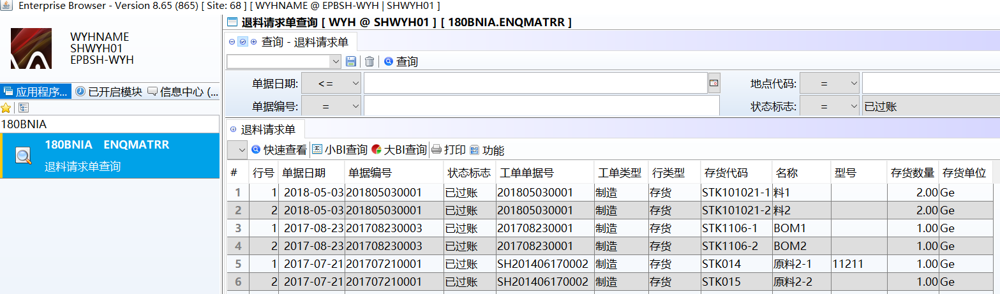 Enterprise Browser - Version 8.65 (865) [ Site: 68 ] [ WYHNAME @ EPBSH-WYH | SHWYH01 ]
WYHNAME
SHWYH01
EPBSH-WYH
应用程序... 已开启模块 信息中心 (...
180BNIA
180BNIA ENQMATRR
退料请求单查询
退料请求单查询 [ WYH @ SHWYH01 ] [ 180BNIA.ENQMATRR ]
查询 - 退料请求单
查询
单据日期: <= 地点代码: =
单据编号: = 状态标志: = 已过账
退料请求单
快速查看 小BI查询 大BI查询 打印 功能
# 行号 单据日期 单据编号 状态标志 工单单据号 工单类型 行类型 存货代码 名称 型号 存货数量 存货单位
1 1 2018-05-03 201805030001 已过账 201805030001 制造 存货 STK101021-1 料1 2.00 Ge
2 2 2018-05-03 201805030001 已过账 201805030001 制造 存货 STK101021-2 料2 2.00 Ge
3 1 2017-08-23 201708230003 已过账 201708230001 制造 存货 STK1106-1 BOM1 1.00 Ge
4 2 2017-08-23 201708230003 已过账 201708230001 制造 存货 STK1106-2 BOM2 1.00 Ge
5 1 2017-07-21 201707210001 已过账 SH201406170002 制造 存货 STK014 原料2-1 11211 1.00 Ge
6 2 2017-07-21 201707210001 已过账 SH201406170002 制造 存货 STK015 原料2-2 1.00 Ge